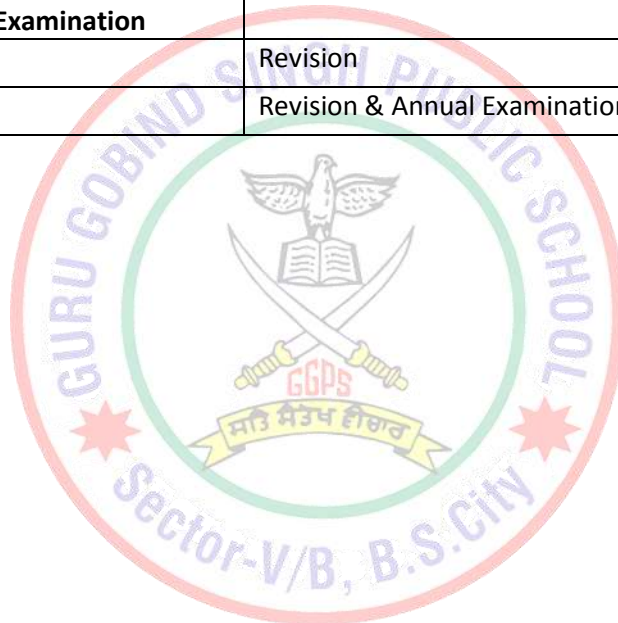 Examination
Revision
Revision & Annual Examination
GURU GOBIND SINGH PUBLIC SCHOOL
GGPS
ਸਤਿ ਸੰਤੋਖ ਵੀਚਾਰ
Sector-V/B, B.S.City